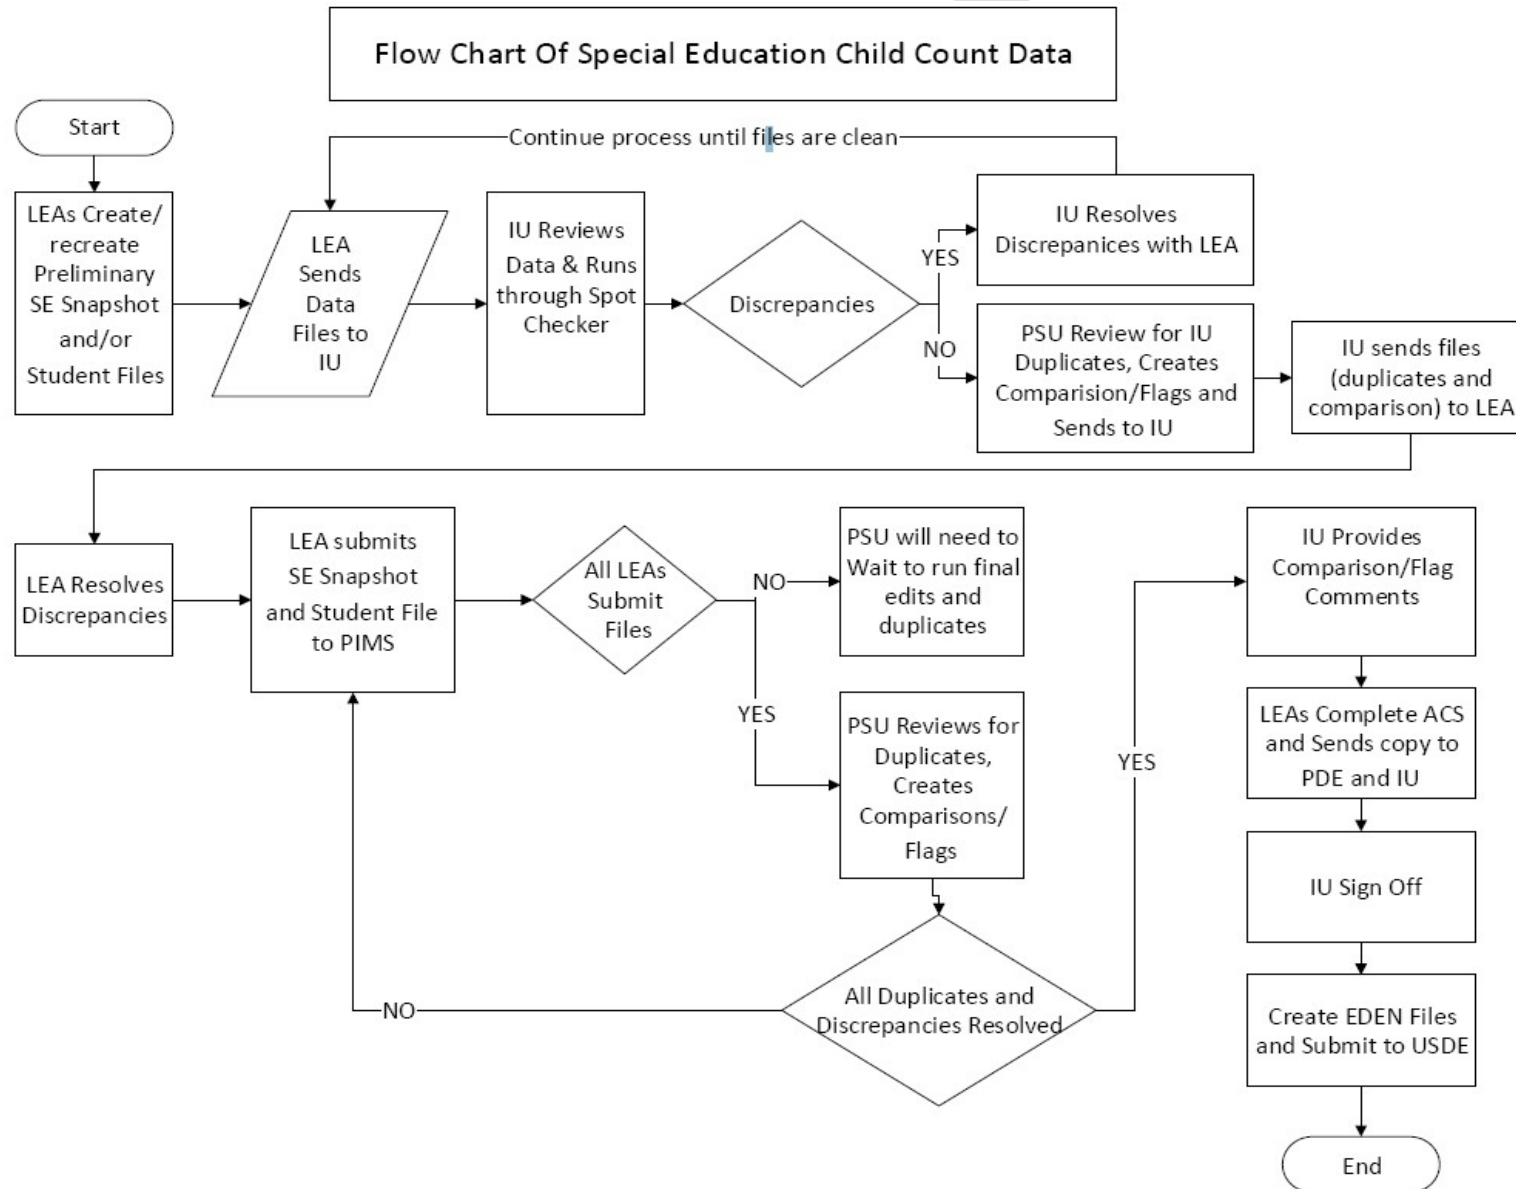 Flow Chart Of Special Education Child Count Data
Start
Continue process until files are clean
LEAs Create/
recreate
Preliminary
SE Snapshot
and/or
Student Files
LEA
Sends
Data
Files to
IU
IU Reviews
Data & Runs
through Spot
Checker
Discrepancies
YES
NO
IU Resolves
Discrepanices with LEA
PSU Review for IU
Duplicates, Creates
Comparision/Flags and
Sends to IU
IU sends files
(duplicates and
comparison) to LEA
LEA Resolves
Discrepancies
LEA submits
SE Snapshot
and Student File
to PIMS
All LEAs
Submit
Files
NO
PSU will need to
Wait to run final
edits and
duplicates
YES
PSU Reviews for
Duplicates,
Creates
Comparisons/
Flags
All Duplicates and
Discrepancies Resolved
NO
YES
IU Provides
Comparison/Flag
Comments
LEAs Complete ACS
and Sends copy to
PDE and IU
IU Sign Off
Create EDEN Files
and Submit to USDE
End